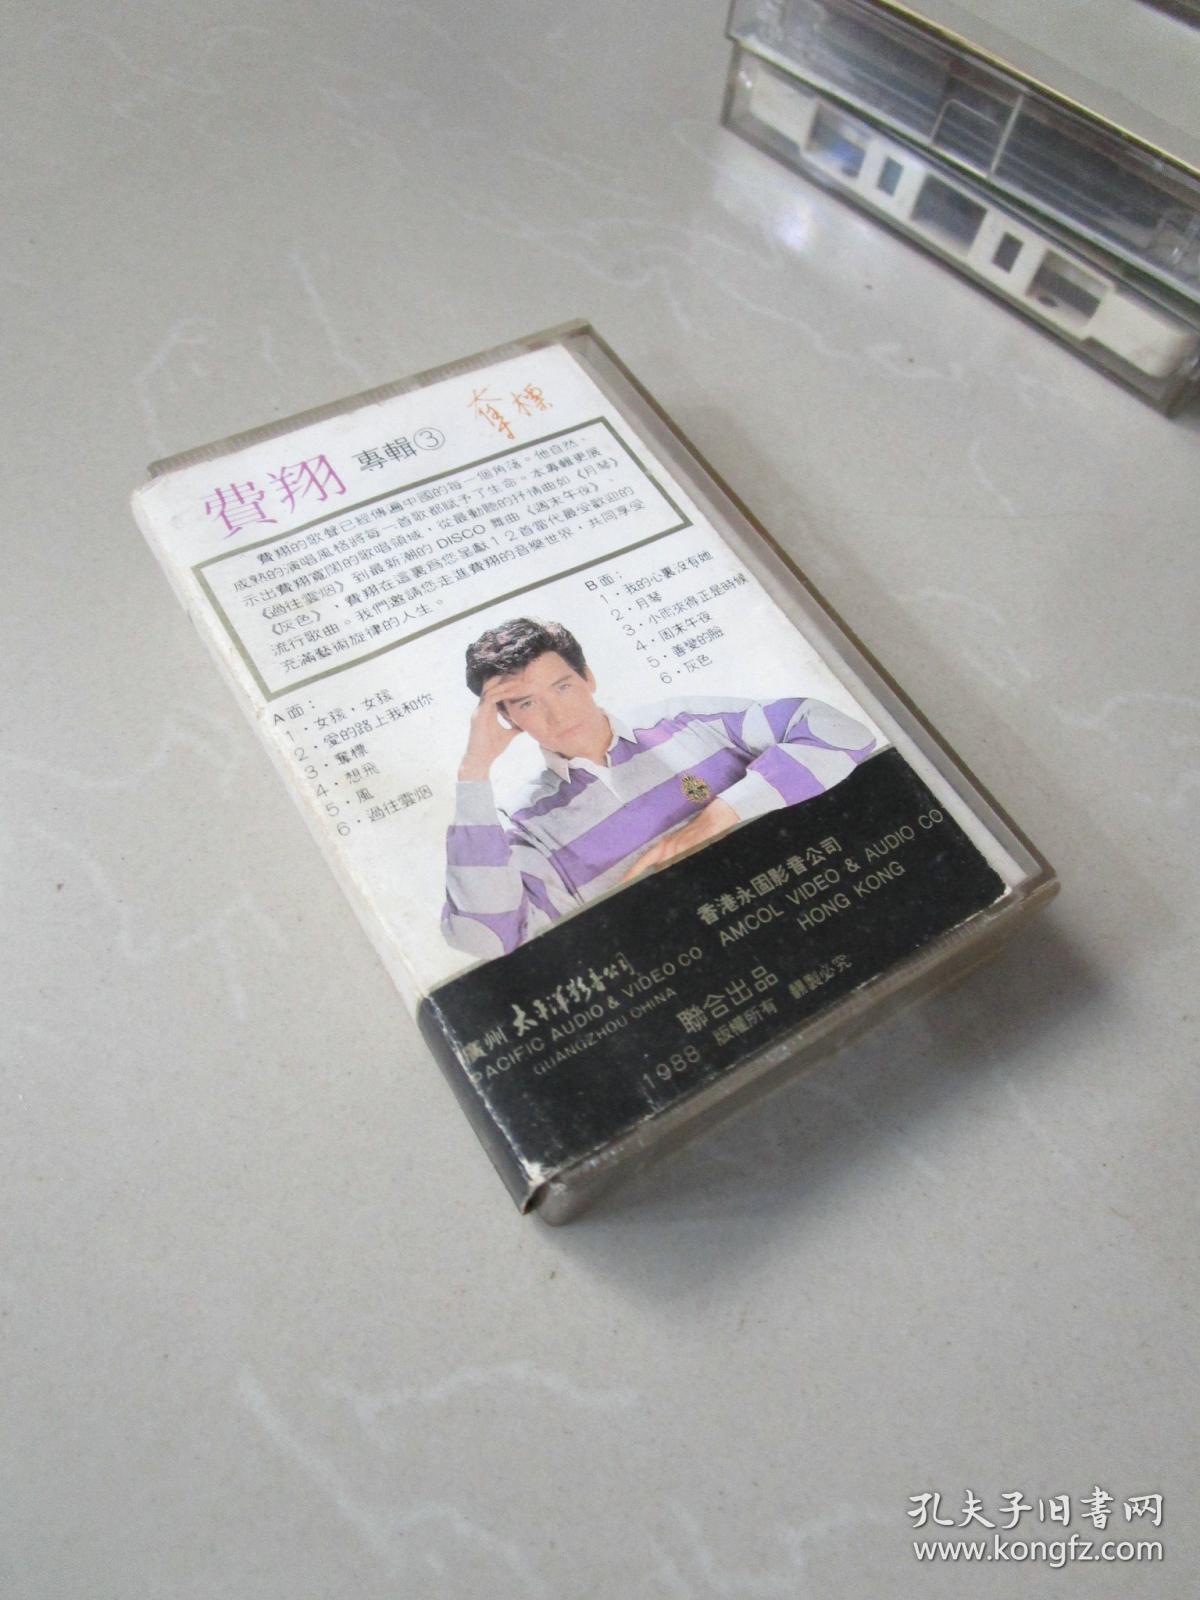 費翔 專輯③ 奪標
費翔的歌聲已經傳遍中國的每一個角落。他自然、
成熟的演唱風格將每一首歌都賦予了生命。本專輯更展
示出費翔寬闊的歌唱領域，從最動聽的抒情曲如《月琴》
《過往雲烟》到最新潮的 DISCO 舞曲《週末午夜》、
《灰色》，費翔在這裏爲您呈獻12首當代最受歡迎的
流行歌曲。我們邀請您走進費翔的音樂世界，共同享受
充滿藝術旋律的人生。
A面：
1・女孩，女孩
2・愛的路上我和你
3・奪標
4・想飛
5・風
6・過往雲烟
B面：
1・我的心裏沒有她
2・月琴
3・小雨來得正是時候
4・周末午夜
5・善變的臉
6・灰色
廣州 太平洋影音公司
PACIFIC AUDIO & VIDEO CO
GUANGZHOU CHINA
香港永固影音公司
AMCOL VIDEO & AUDIO CO
HONG KONG
聯合出品
1988 版權所有 翻製必究
孔夫子旧书网
www.kongfz.com